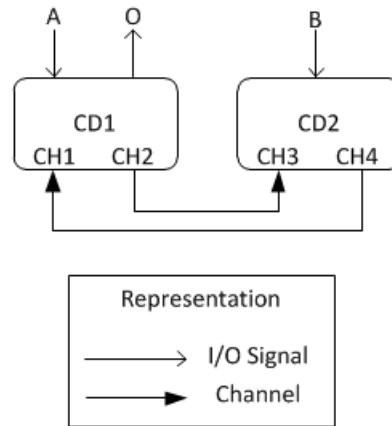 A O B
CD1 CD2
CH1 CH2 CH3 CH4
Representation
I/O Signal
Channel